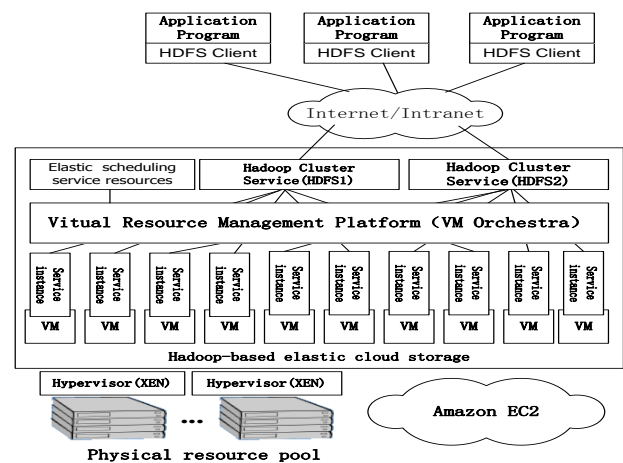 Application Program
HDFS Client
Application Program
HDFS Client
Application Program
HDFS Client
Internet/Intranet
Elastic scheduling
service resources
Hadoop Cluster
Service(HDFS1)
Hadoop Cluster
Service(HDFS2)
Vitual Resource Management Platform (VM Orchestra)
Service instance
Service instance
Service instance
Service instance
Service instance
Service instance
Service instance
Service instance
Service instance
Service instance
VM
VM
VM
VM
VM
VM
VM
VM
VM
VM
Hadoop-based elastic cloud storage
Hypervisor(XEN)
Hypervisor(XEN)
...
Amazon EC2
Physical resource pool